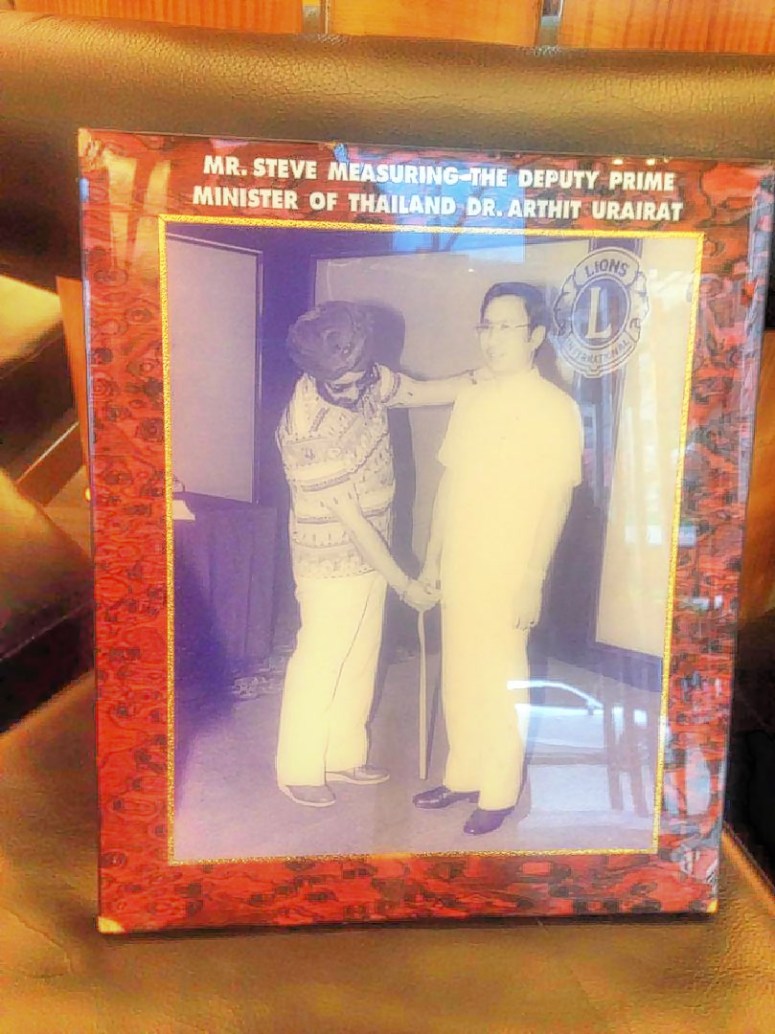 MR. STEVE MEASURING-THE DEPUTY PRIME
MINISTER OF THAILAND DR. ARTHIT URAIRAT
LIONS
L
INTERNATIONAL